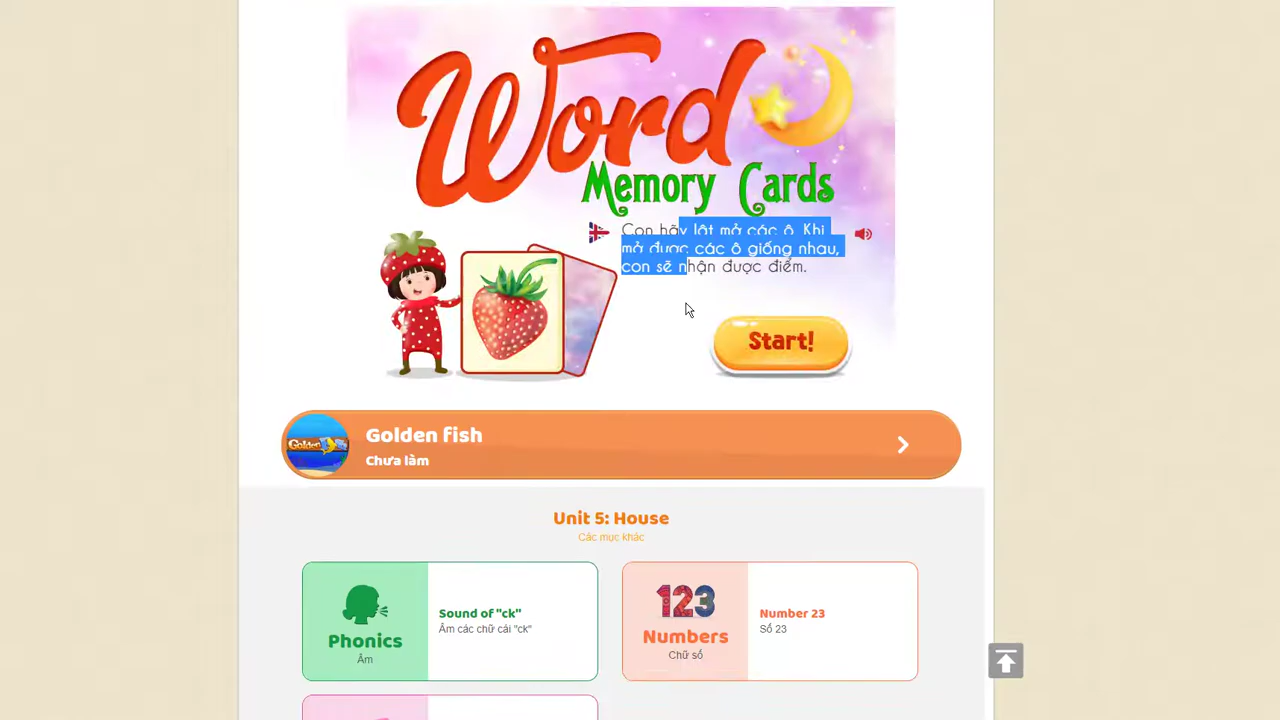 Word
Memory Cards
Con hãy lật mở các ô. Khi
mở được các ô giống nhau,
con sẽ nhận được điểm.
Start!
Golden
Golden fish
Chưa làm
Unit 5: House
Các mục khác
Phonics
Âm
Sound of "ck"
Âm các chữ cái "ck"
123
Numbers
Chữ số
Number 23
Số 23